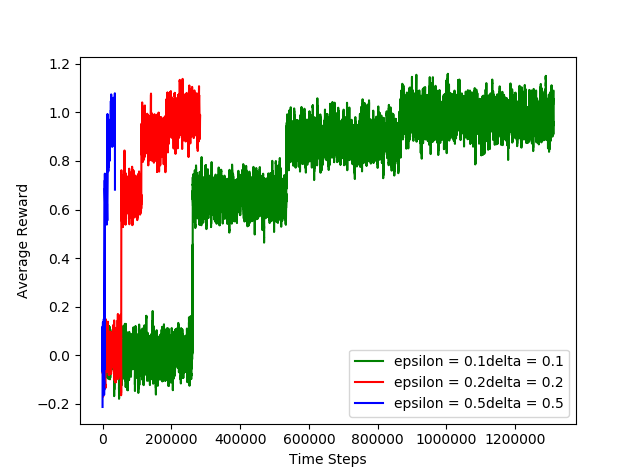 1.2
1.0
0.8
0.6
0.4
0.2
0.0
−0.2
Average Reward
epsilon = 0.1delta = 0.1
epsilon = 0.2delta = 0.2
epsilon = 0.5delta = 0.5
0 200000 400000 600000 800000 1000000 1200000
Time Steps